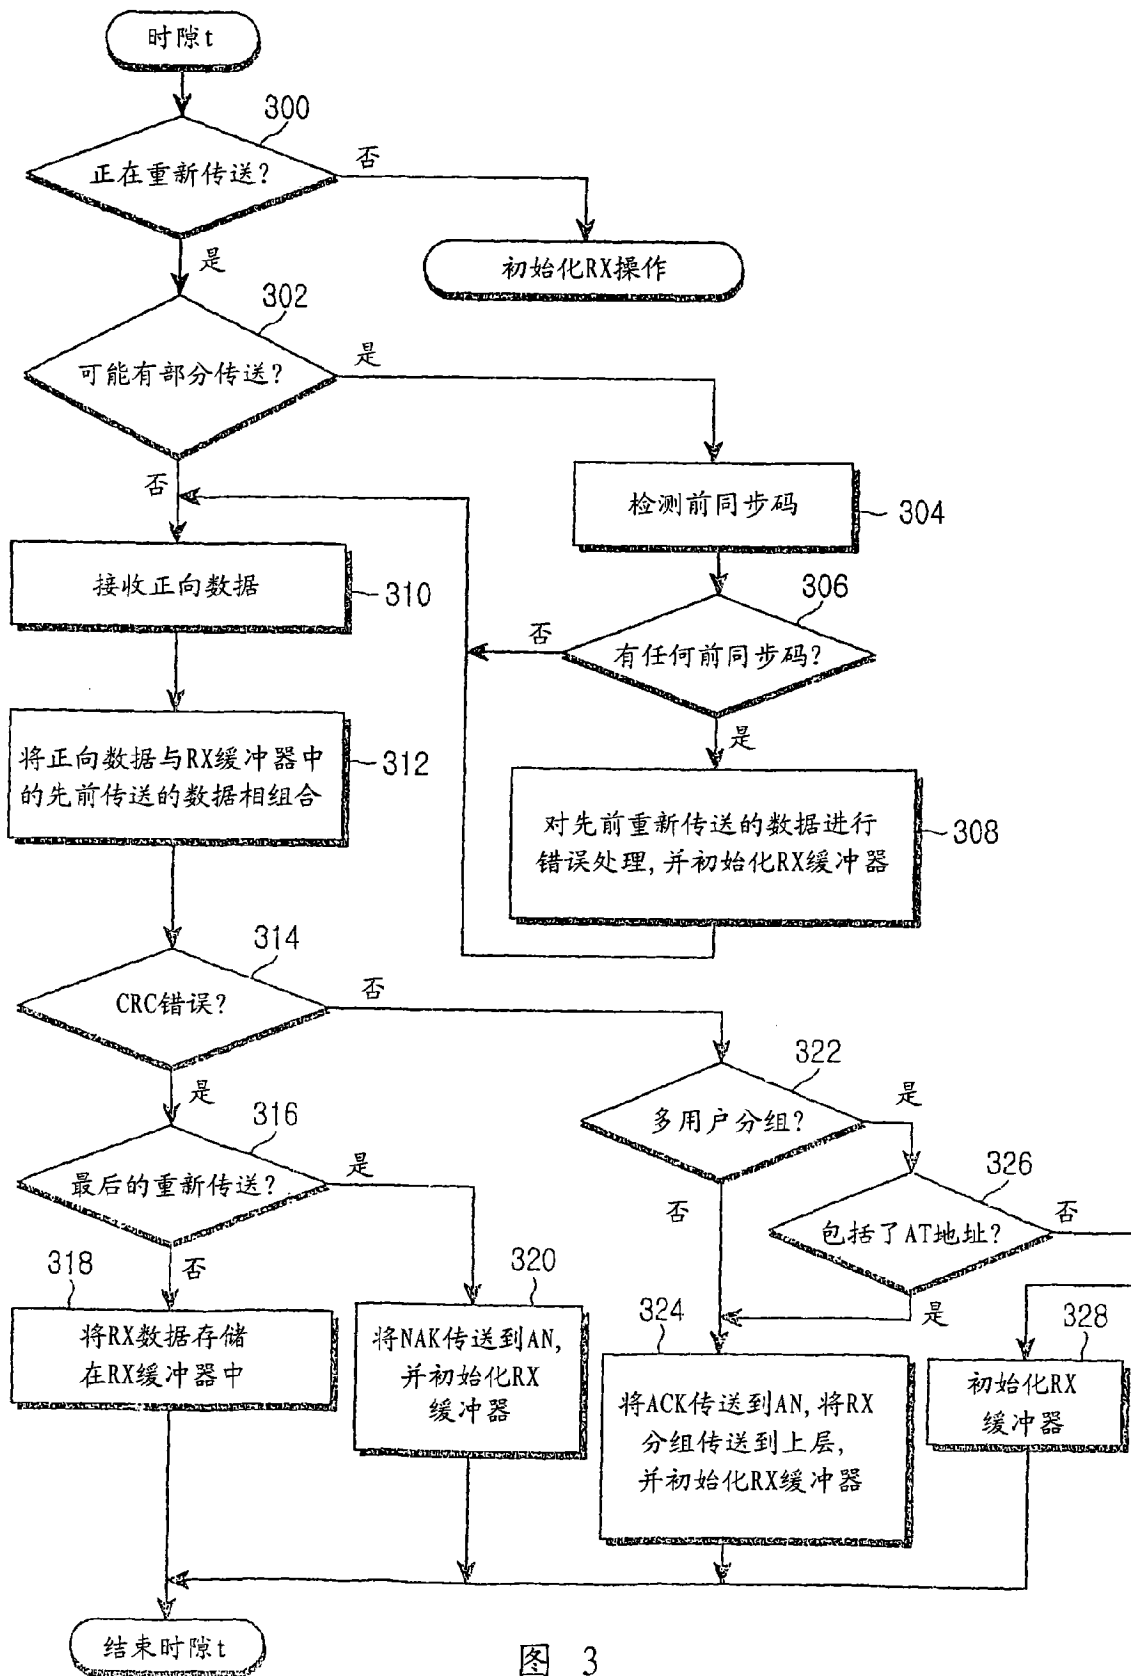 时隙t
300
正在重新传送?
否
是
初始化RX操作
302
可能有部分传送?
是
否
检测前同步码
304
接收正向数据
310
306
否
有任何前同步码?
是
将正向数据与RX缓冲器中
的先前传送的数据相组合
312
对先前重新传送的数据进行
错误处理,并初始化RX缓冲器
308
314
CRC错误?
否
是
322
多用户分组?
是
否
316
最后的重新传送?
是
否
326
包括了AT地址?
否
是
318
将RX数据存储
在RX缓冲器中
320
将NAK传送到AN,
并初始化RX
缓冲器
324
将ACK传送到AN,将RX
分组传送到上层,
并初始化RX缓冲器
328
初始化RX
缓冲器
结束时隙t
图 3